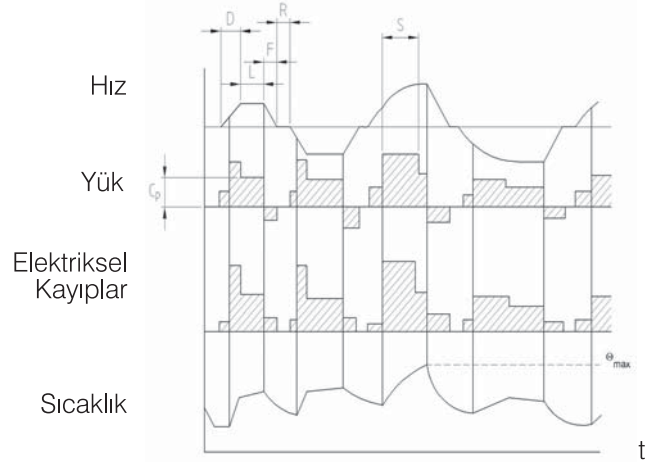 D
R
S
F
L
Hız
Yük
Cp
Elektriksel
Kayıplar
Θmax
Sıcaklık
t